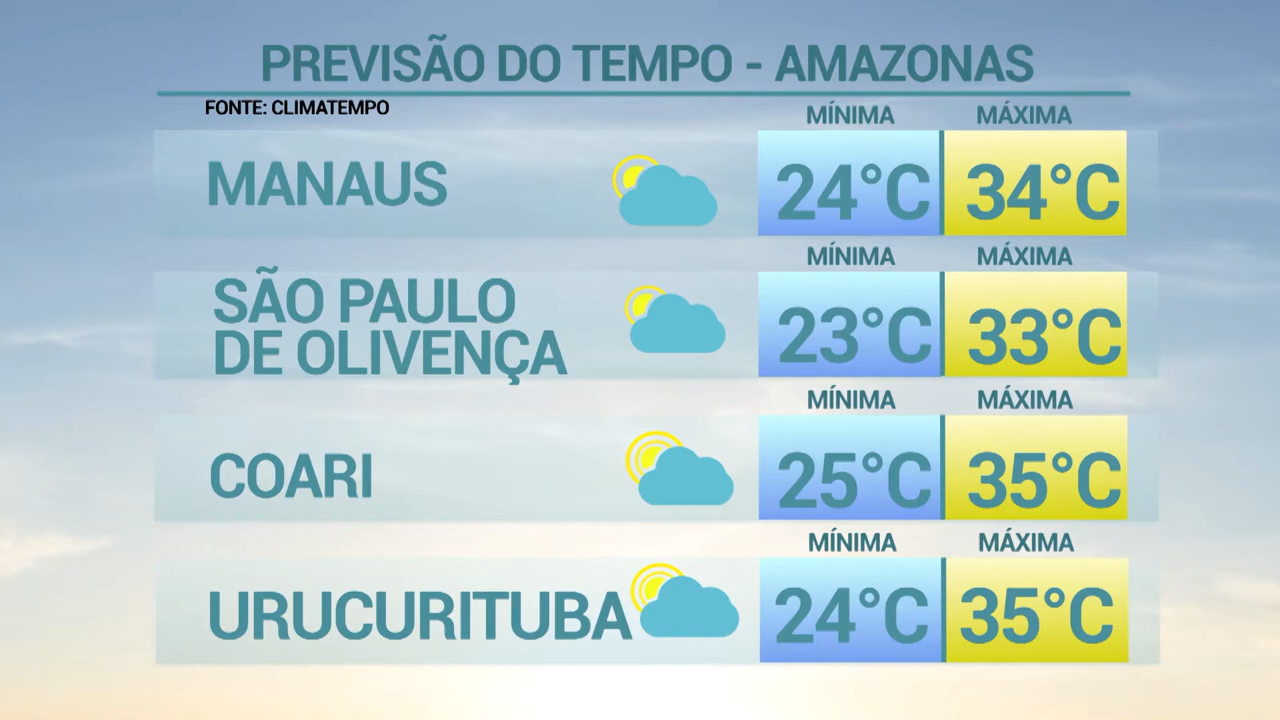 PREVISÃO DO TEMPO - AMAZONAS
FONTE: CLIMATEMPO
MÍNIMA MÁXIMA
MANAUS 24°C 34°C
MÍNIMA MÁXIMA
SÃO PAULO
DE OLIVENÇA 23°C 33°C
MÍNIMA MÁXIMA
COARI 25°C 35°C
MÍNIMA MÁXIMA
URUCURITUBA 24°C 35°C